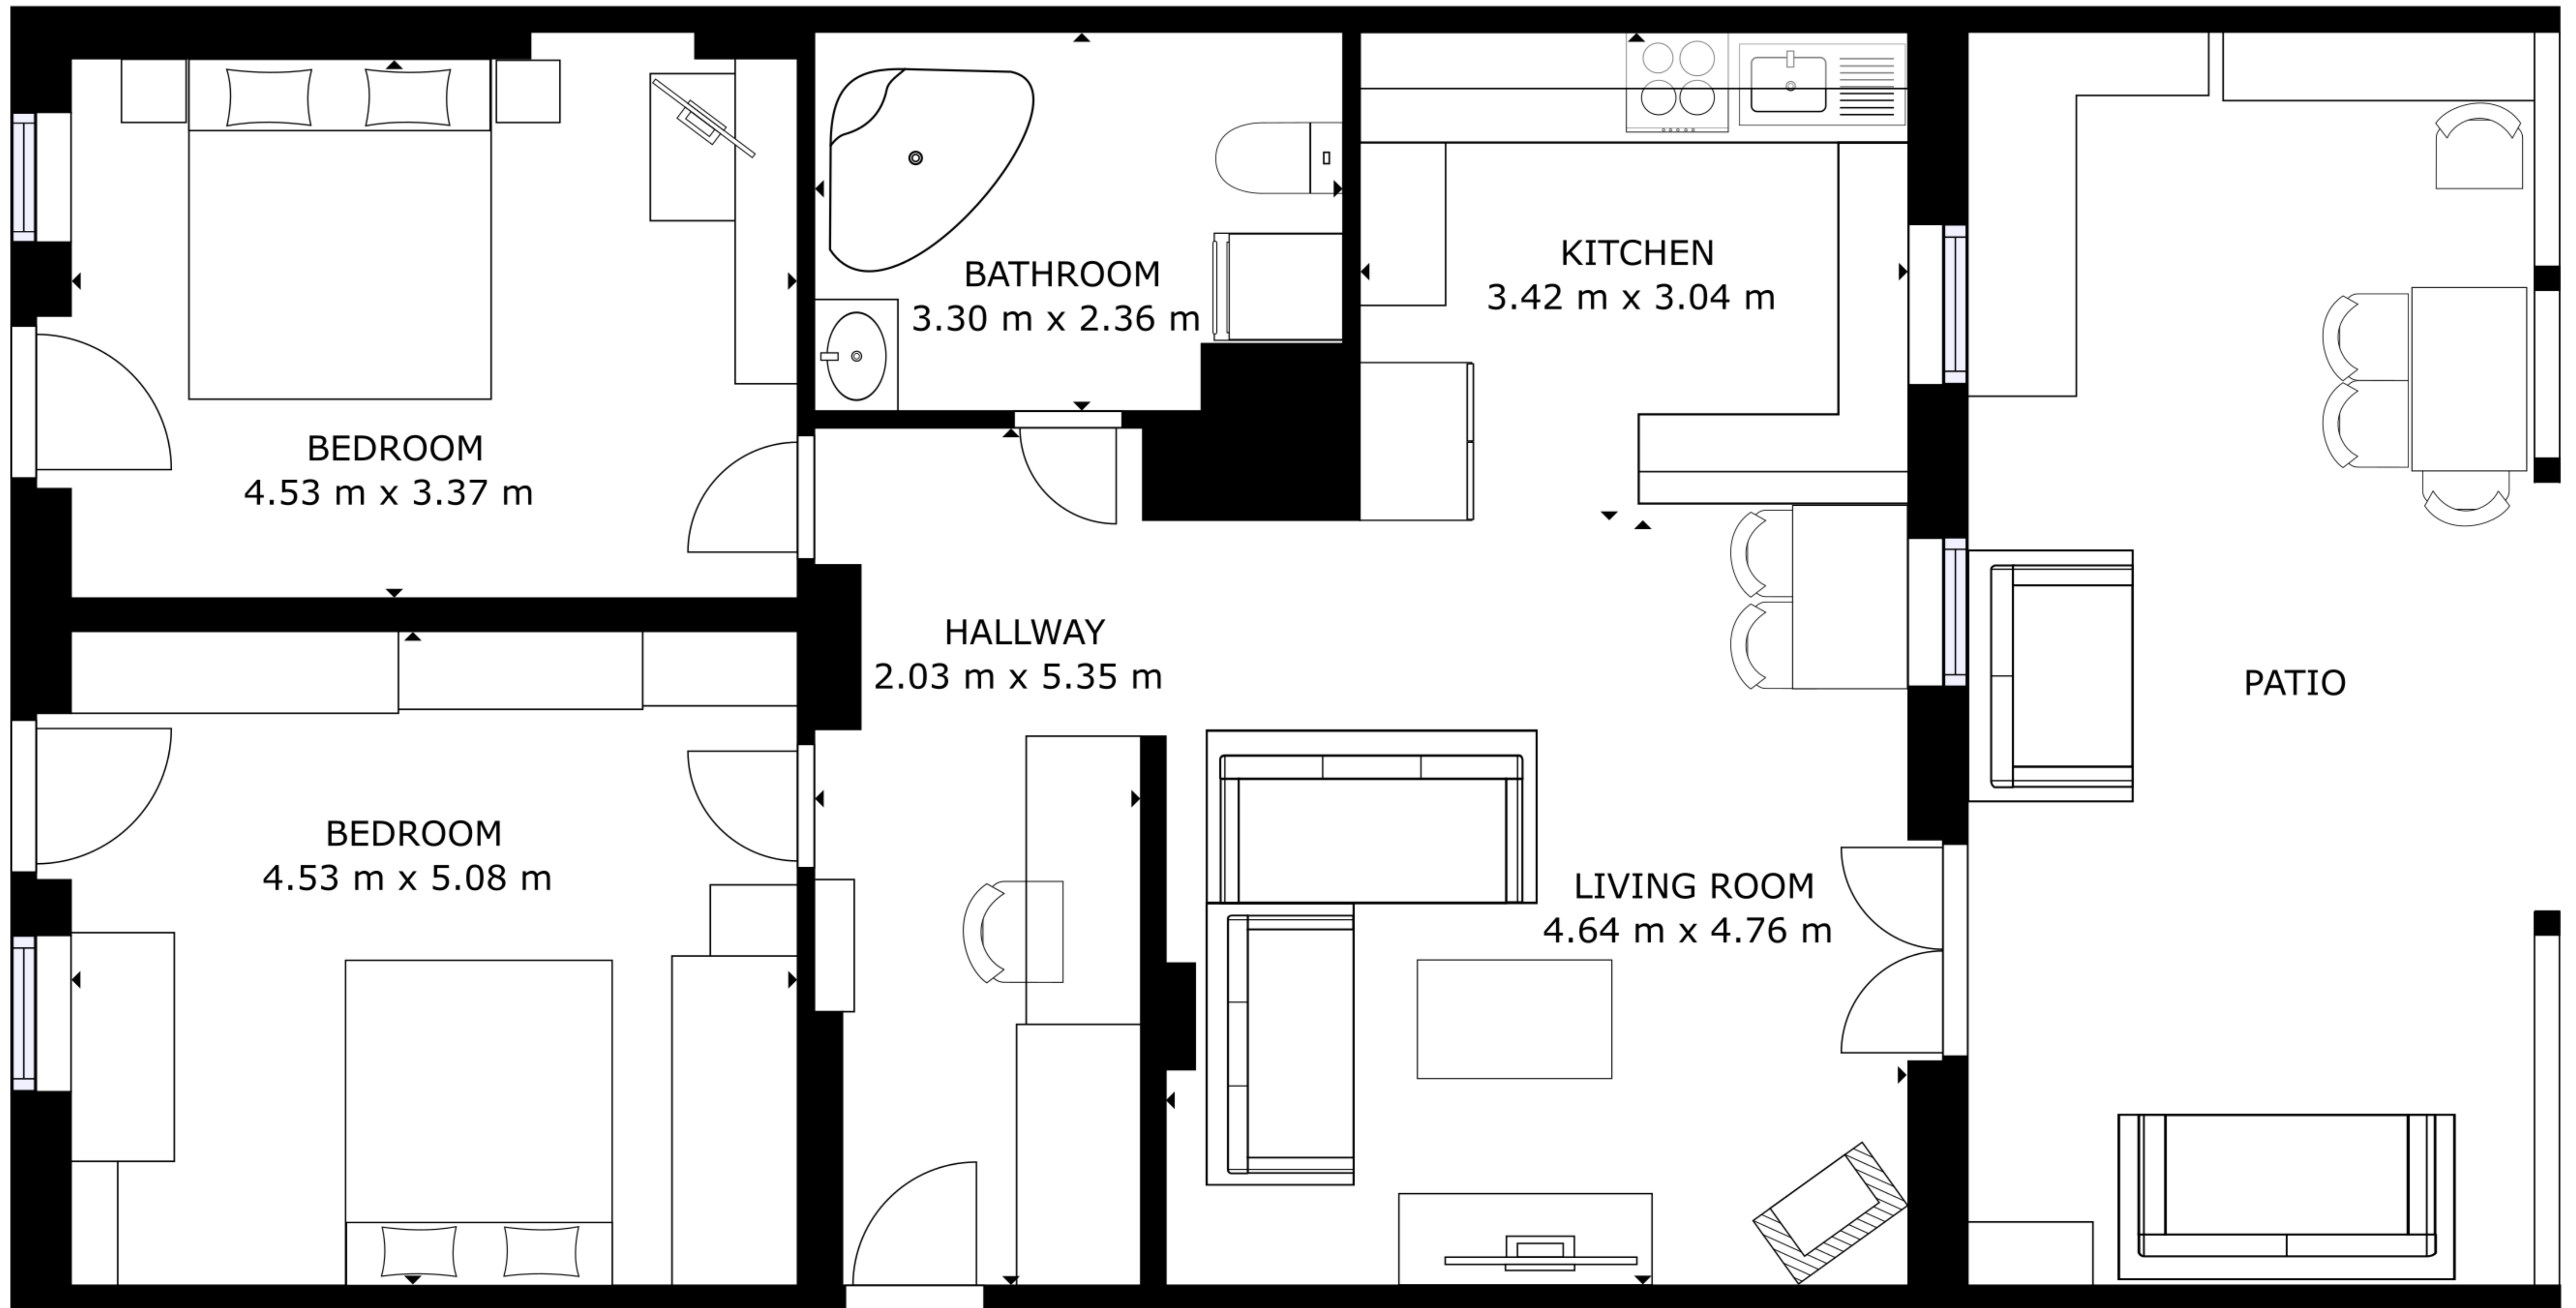 BATHROOM
3.30 m x 2.36 m
KITCHEN
3.42 m x 3.04 m
BEDROOM
4.53 m x 3.37 m
HALLWAY
2.03 m x 5.35 m
PATIO
BEDROOM
4.53 m x 5.08 m
LIVING ROOM
4.64 m x 4.76 m